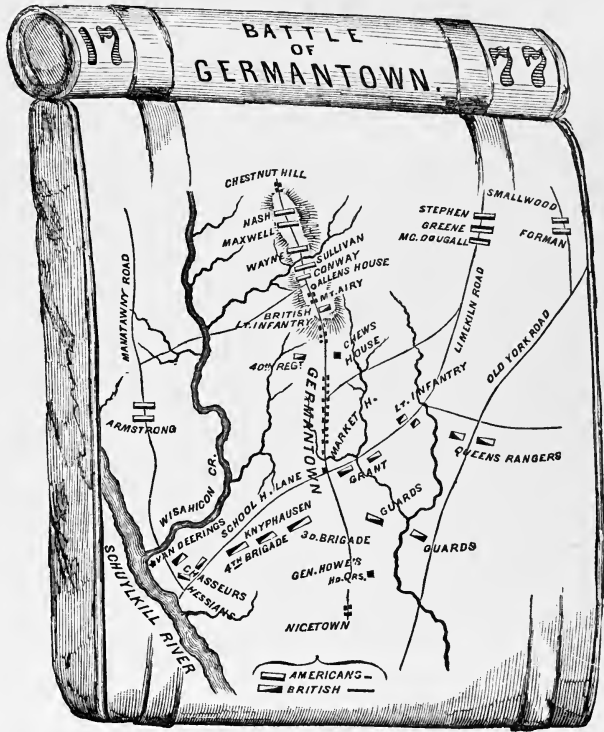 17
BATTLE
OF
GERMANTOWN.
77
CHESTNUT HILL
NASH
MAXWELL
WAYNE
SULLIVAN
CONWAY
ALLENS HOUSE
MT. AIRY
BRITISH
LT. INFANTRY
CHEWS
HOUSE
40TH REGT.
GERMANTOWN
MARKET H.
STEPHEN
GREENE
MC. DOUGALL
SMALLWOOD
FORMAN
LIMEKILN ROAD
OLD YORK ROAD
MANATAWNY ROAD
ARMSTRONG
WISAHICON CR.
SCHOOL H. LANE
LT. INFANTRY
QUEENS RANGERS
GRANT
GUARDS
GUARDS
VAN DEERINGS
KNYPHAUSEN
4TH BRIGADE
3D. BRIGADE
CHASSEURS
HESSIANS
GEN. HOWE'S
HD. QRS.
NICETOWN
SCHUYLKILL RIVER
AMERICANS
BRITISH